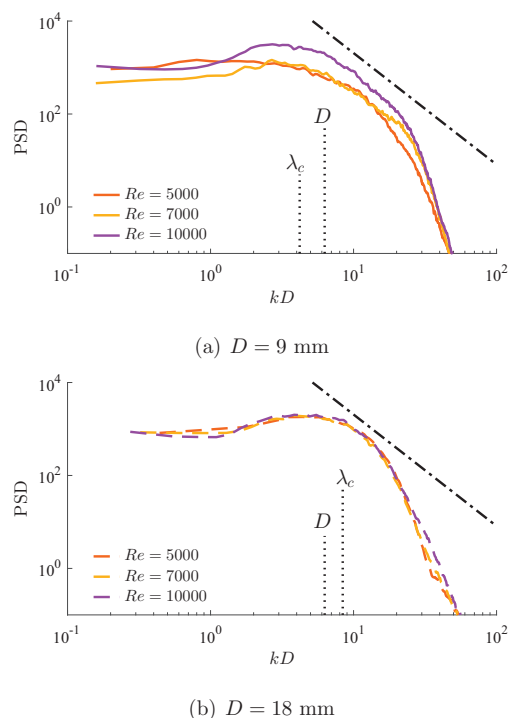 10^4
10^2
10^0
PSD
D
λ_c
Re = 5000
Re = 7000
Re = 10000
10^-1 10^0 10^1 10^2
kD
(a) D = 9 mm
10^4
10^2
10^0
PSD
λ_c
D
Re = 5000
Re = 7000
Re = 10000
10^-1 10^0 10^1 10^2
kD
(b) D = 18 mm